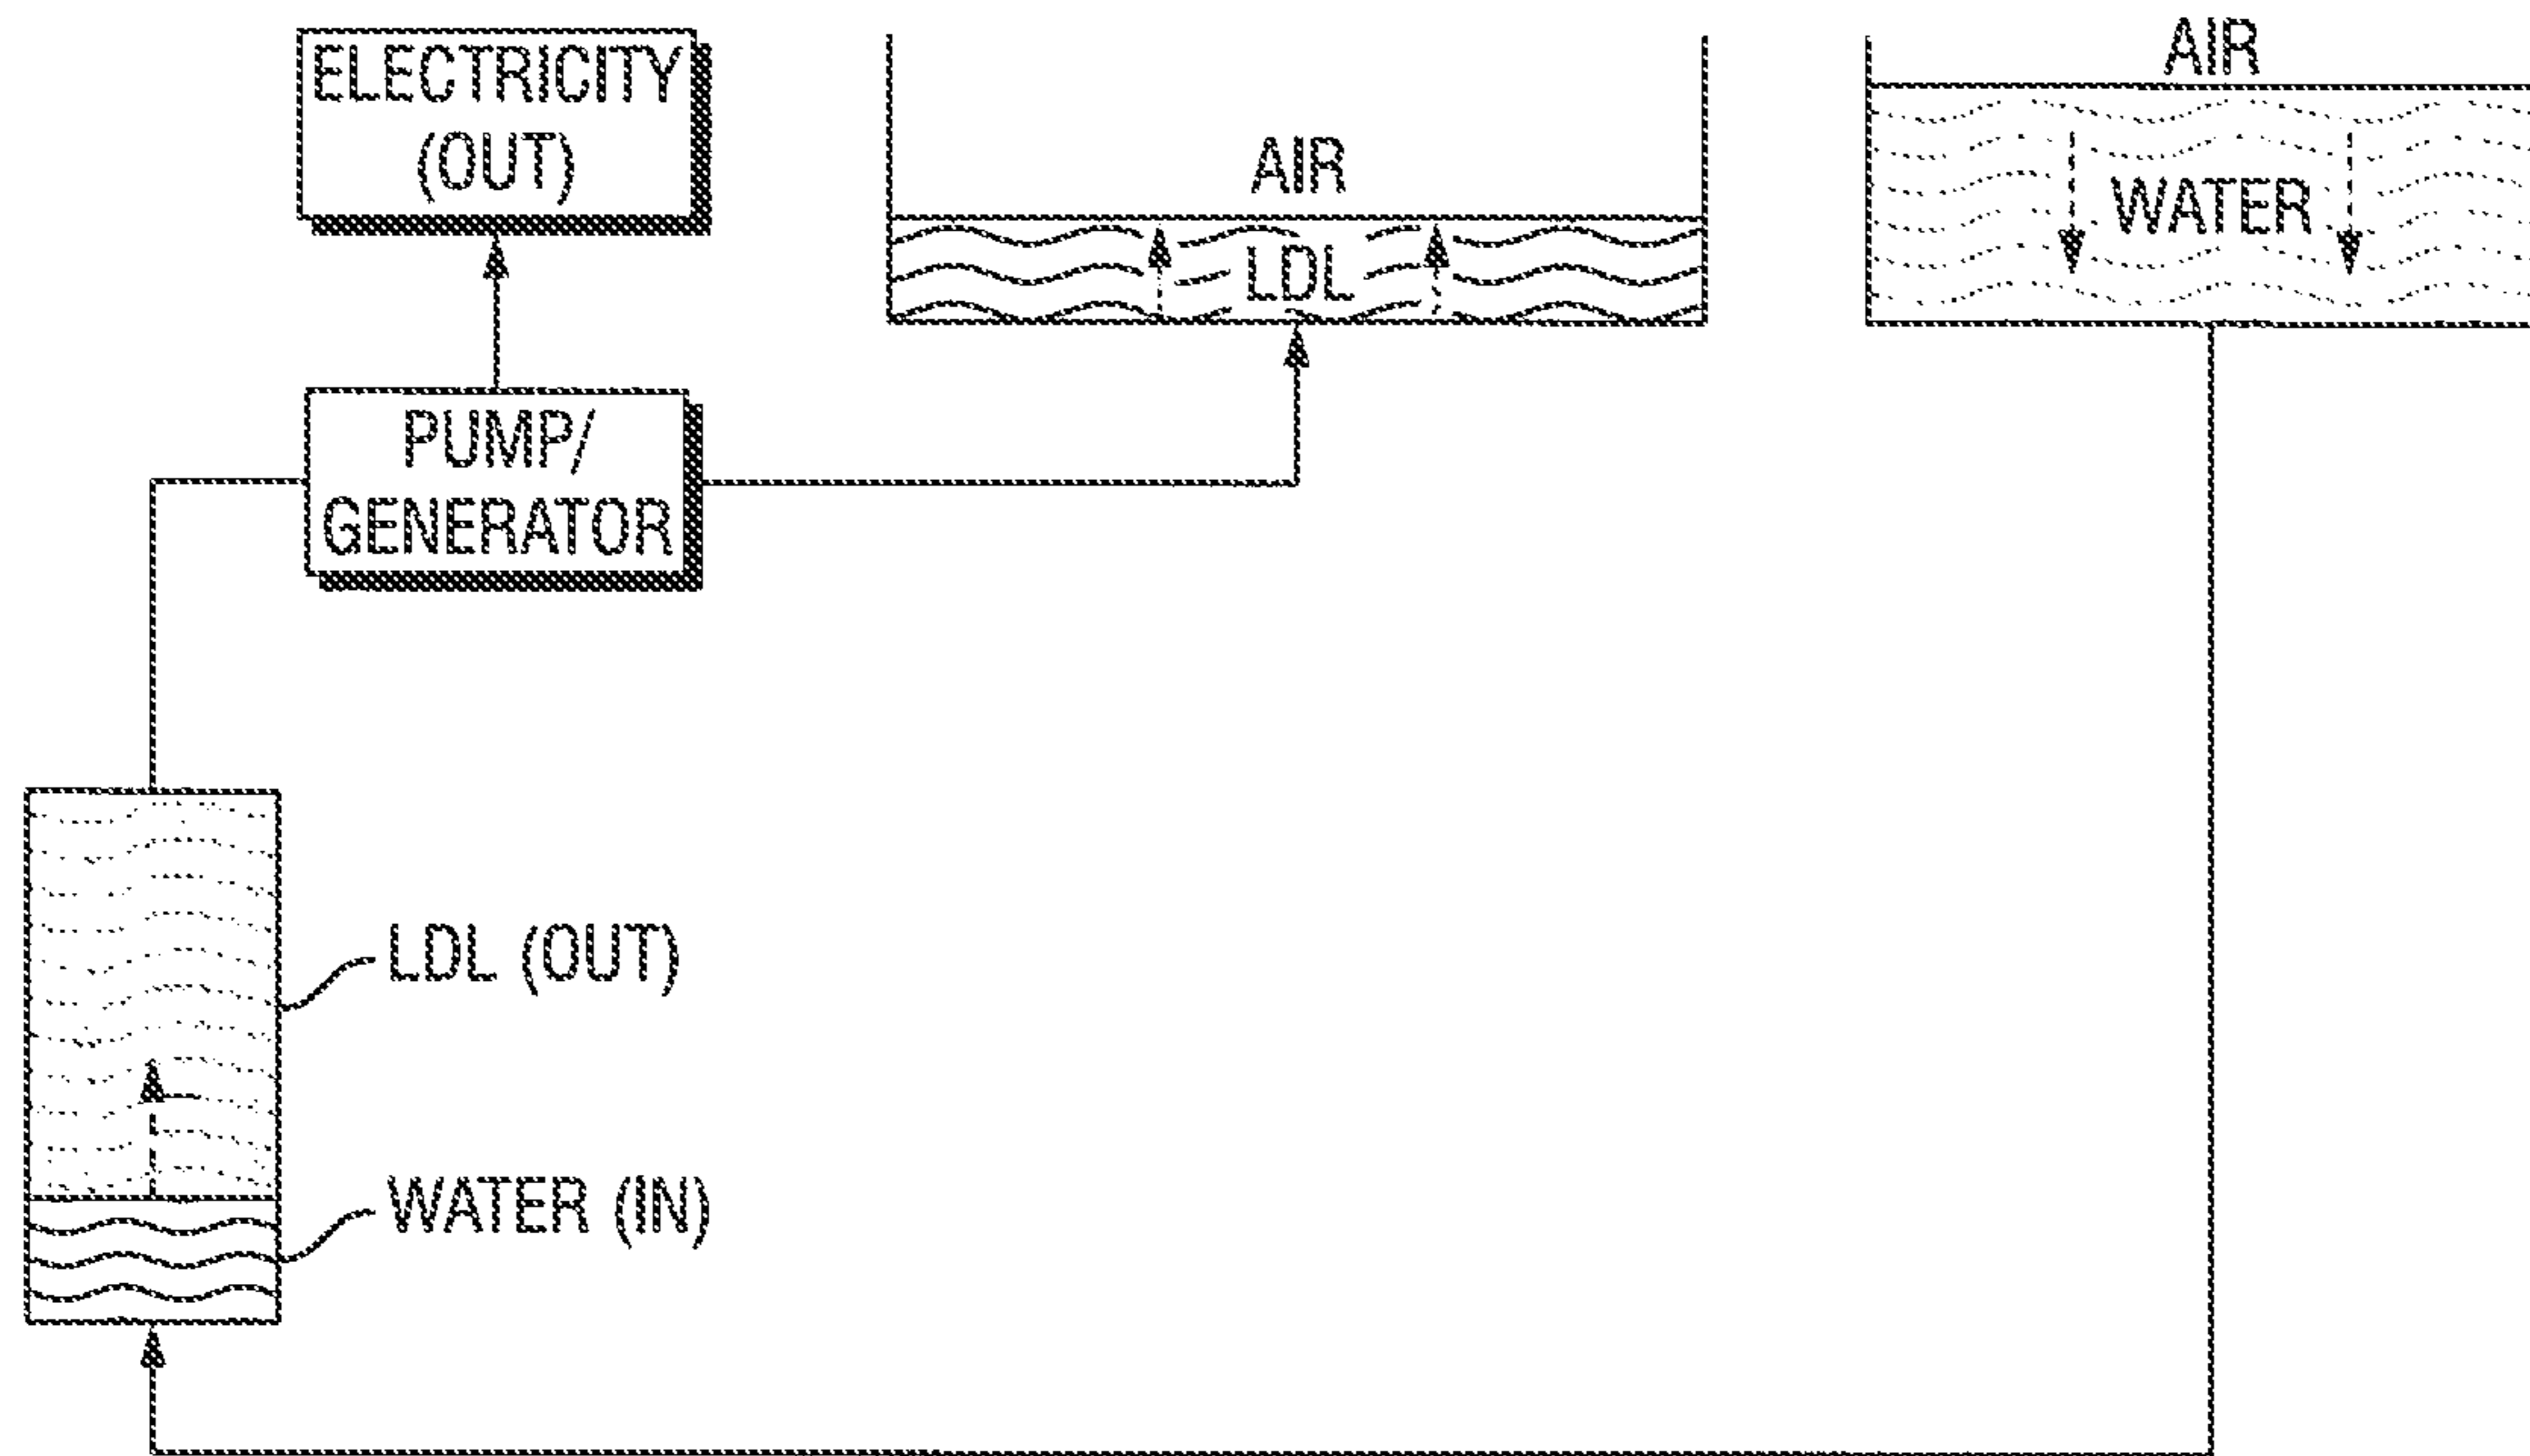 ELECTRICITY
(OUT)
AIR
LDL
AIR
WATER
PUMP/
GENERATOR
LDL (OUT)
WATER (IN)